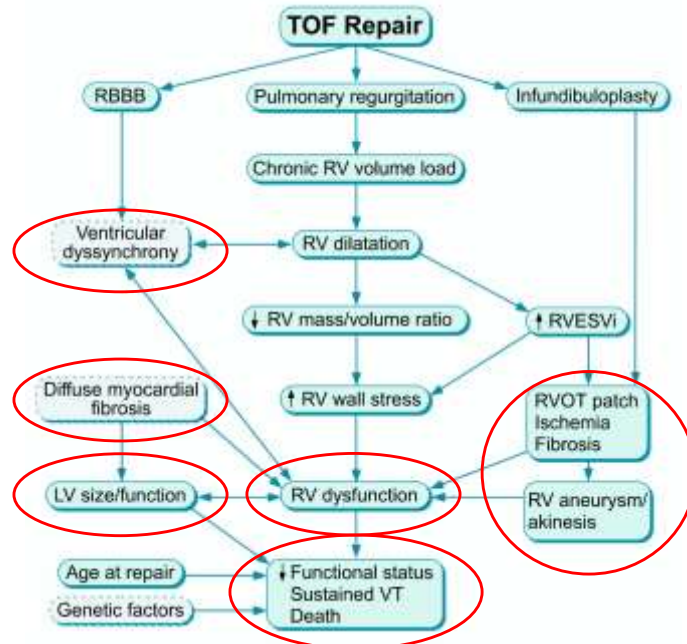 TOF Repair
RBBB
Pulmonary regurgitation
Infundibuloplasty
Chronic RV volume load
Ventricular
dyssynchrony
RV dilatation
↓ RV mass/volume ratio
↑ RVESVi
Diffuse myocardial
fibrosis
↑ RV wall stress
RVOT patch
Ischemia
Fibrosis
LV size/function
RV dysfunction
RV aneurysm/
akinesis
Age at repair
↓ Functional status
Sustained VT
Death
Genetic factors